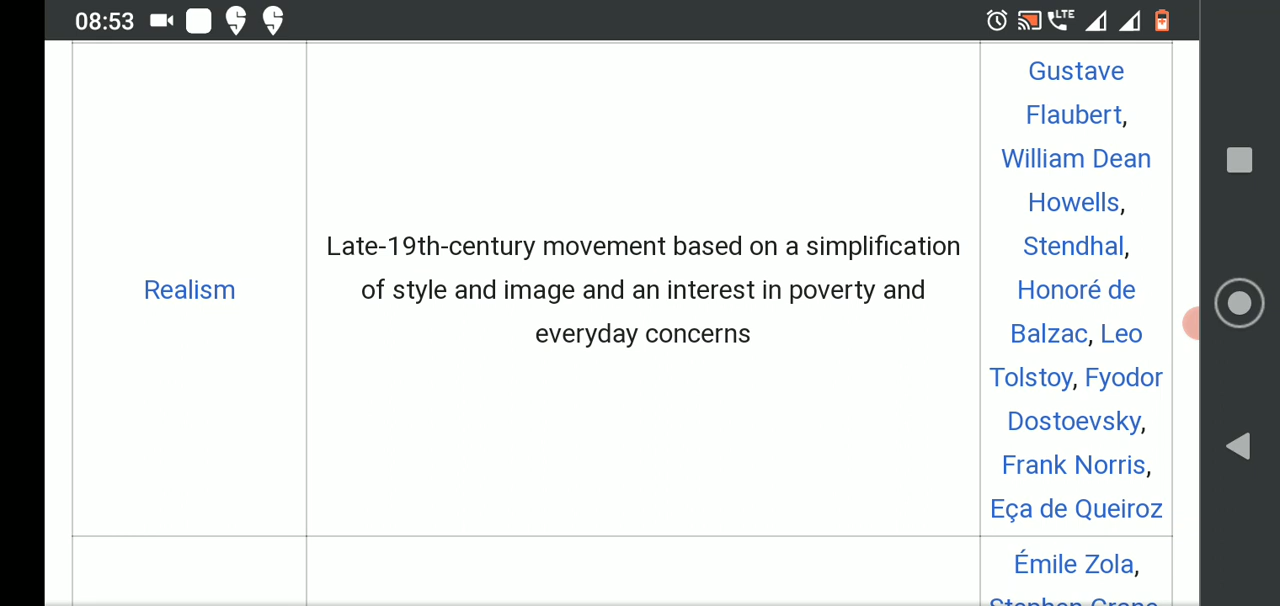 08:53
LTE
Gustave
Flaubert,
William Dean
Howells,
Stendhal,
Honoré de
Balzac, Leo
Tolstoy, Fyodor
Dostoevsky,
Frank Norris,
Eça de Queiroz
Realism
Late-19th-century movement based on a simplification
of style and image and an interest in poverty and
everyday concerns
Émile Zola,
Stephen Crane,